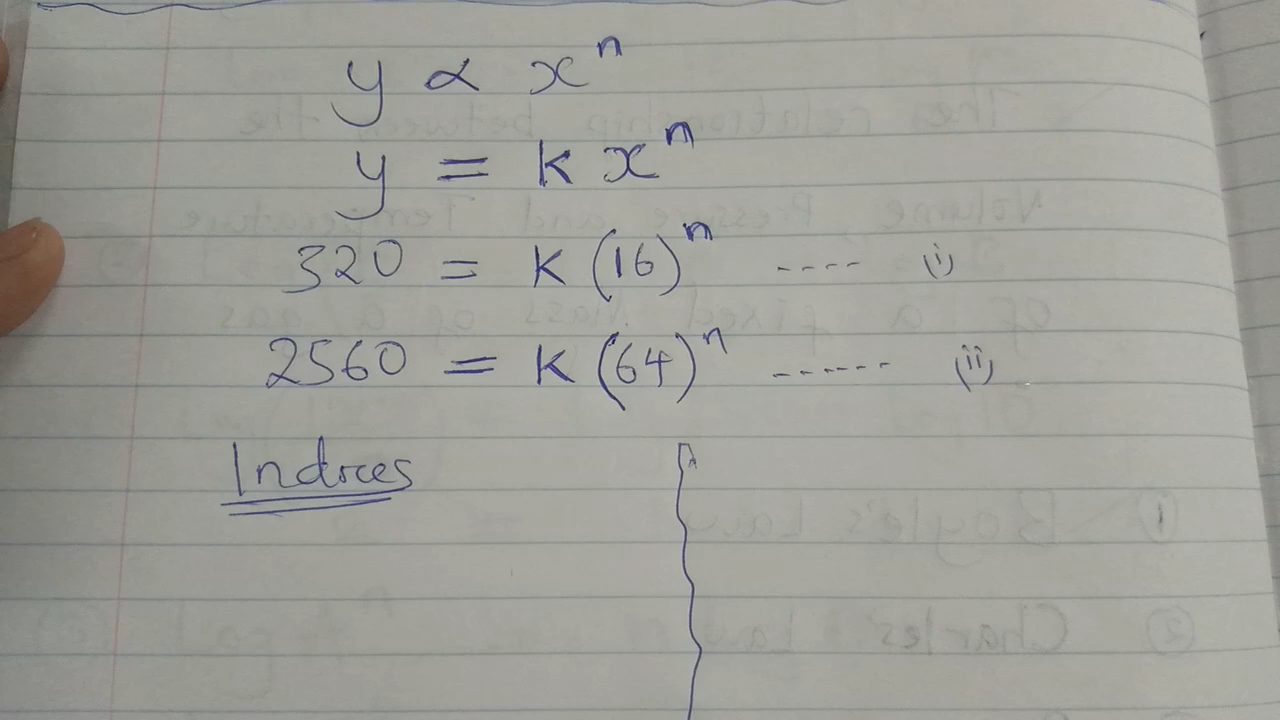 y ∝ xⁿ
y = k xⁿ
320 = k (16)ⁿ ---- (i)
2560 = k (64)ⁿ ------ (ii)
Indices